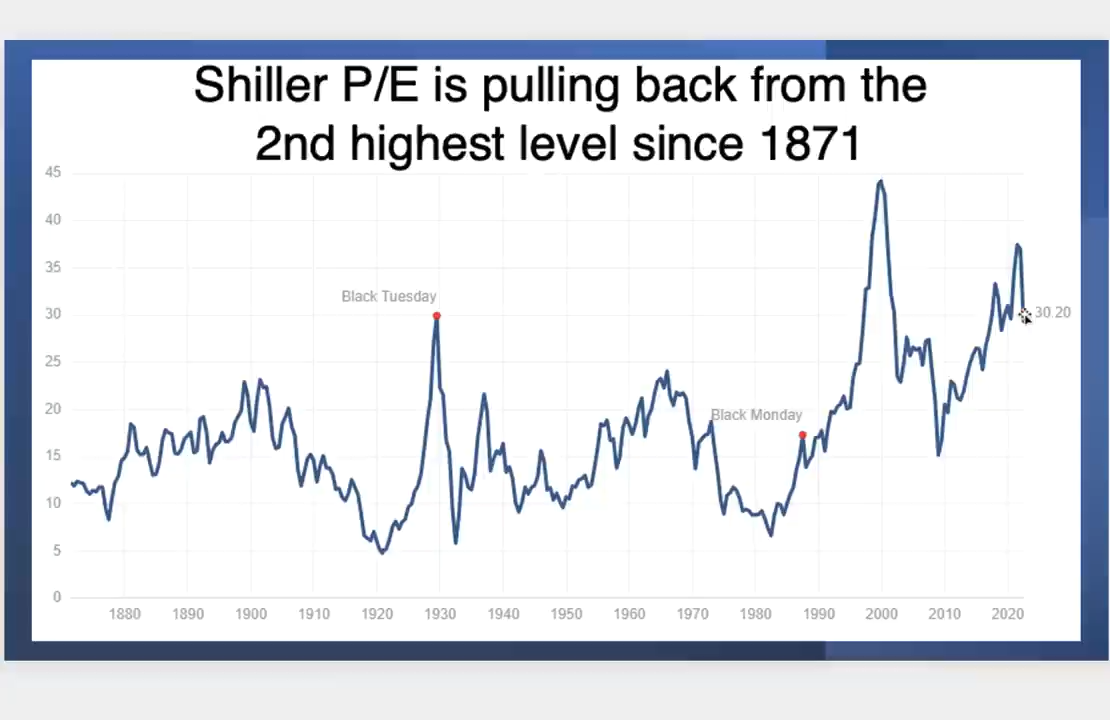 Shiller P/E is pulling back from the
2nd highest level since 1871
45
40
35
Black Tuesday
30
30.20
25
20
Black Monday
15
10
5
0
1880 1890 1900 1910 1920 1930 1940 1950 1960 1970 1980 1990 2000 2010 2020